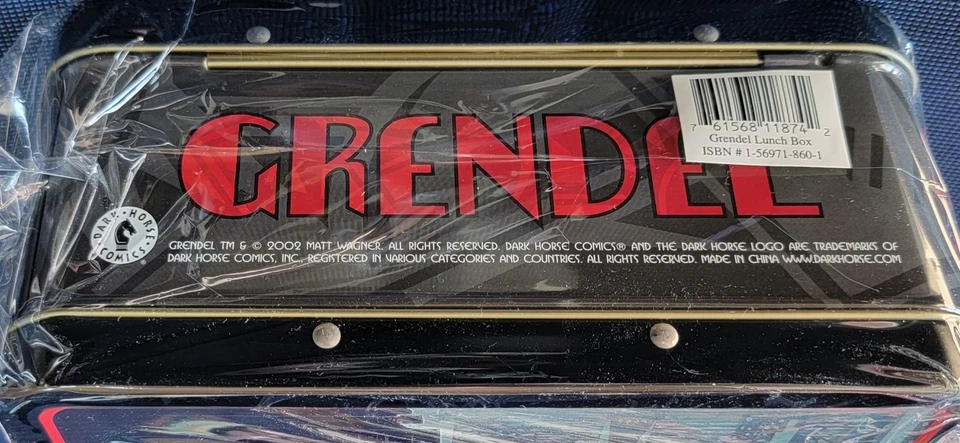 GRENDEL
7 61568 11874 2
Grendel Lunch Box
ISBN # 1-56971-860-1
DARK HORSE COMICS
GRENDEL TM & © 2002 MATT WAGNER. ALL RIGHTS RESERVED. DARK HORSE COMICS® AND THE DARK HORSE LOGO ARE TRADEMARKS OF
DARK HORSE COMICS, INC. REGISTERED IN VARIOUS CATEGORIES AND COUNTRIES. ALL RIGHTS RESERVED. MADE IN CHINA WWW.DARKHORSE.COM